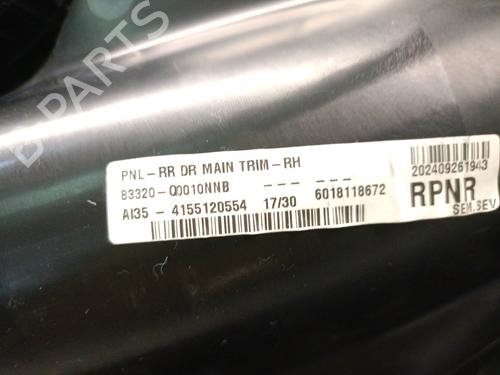 PNL-RR DR MAIN TRIM-RH
83320-Q0010NNB --- ---
AI35 - 4155120554 17/30 6018118672
202409261943
RPNR
SEM.SEV
B-PARTS